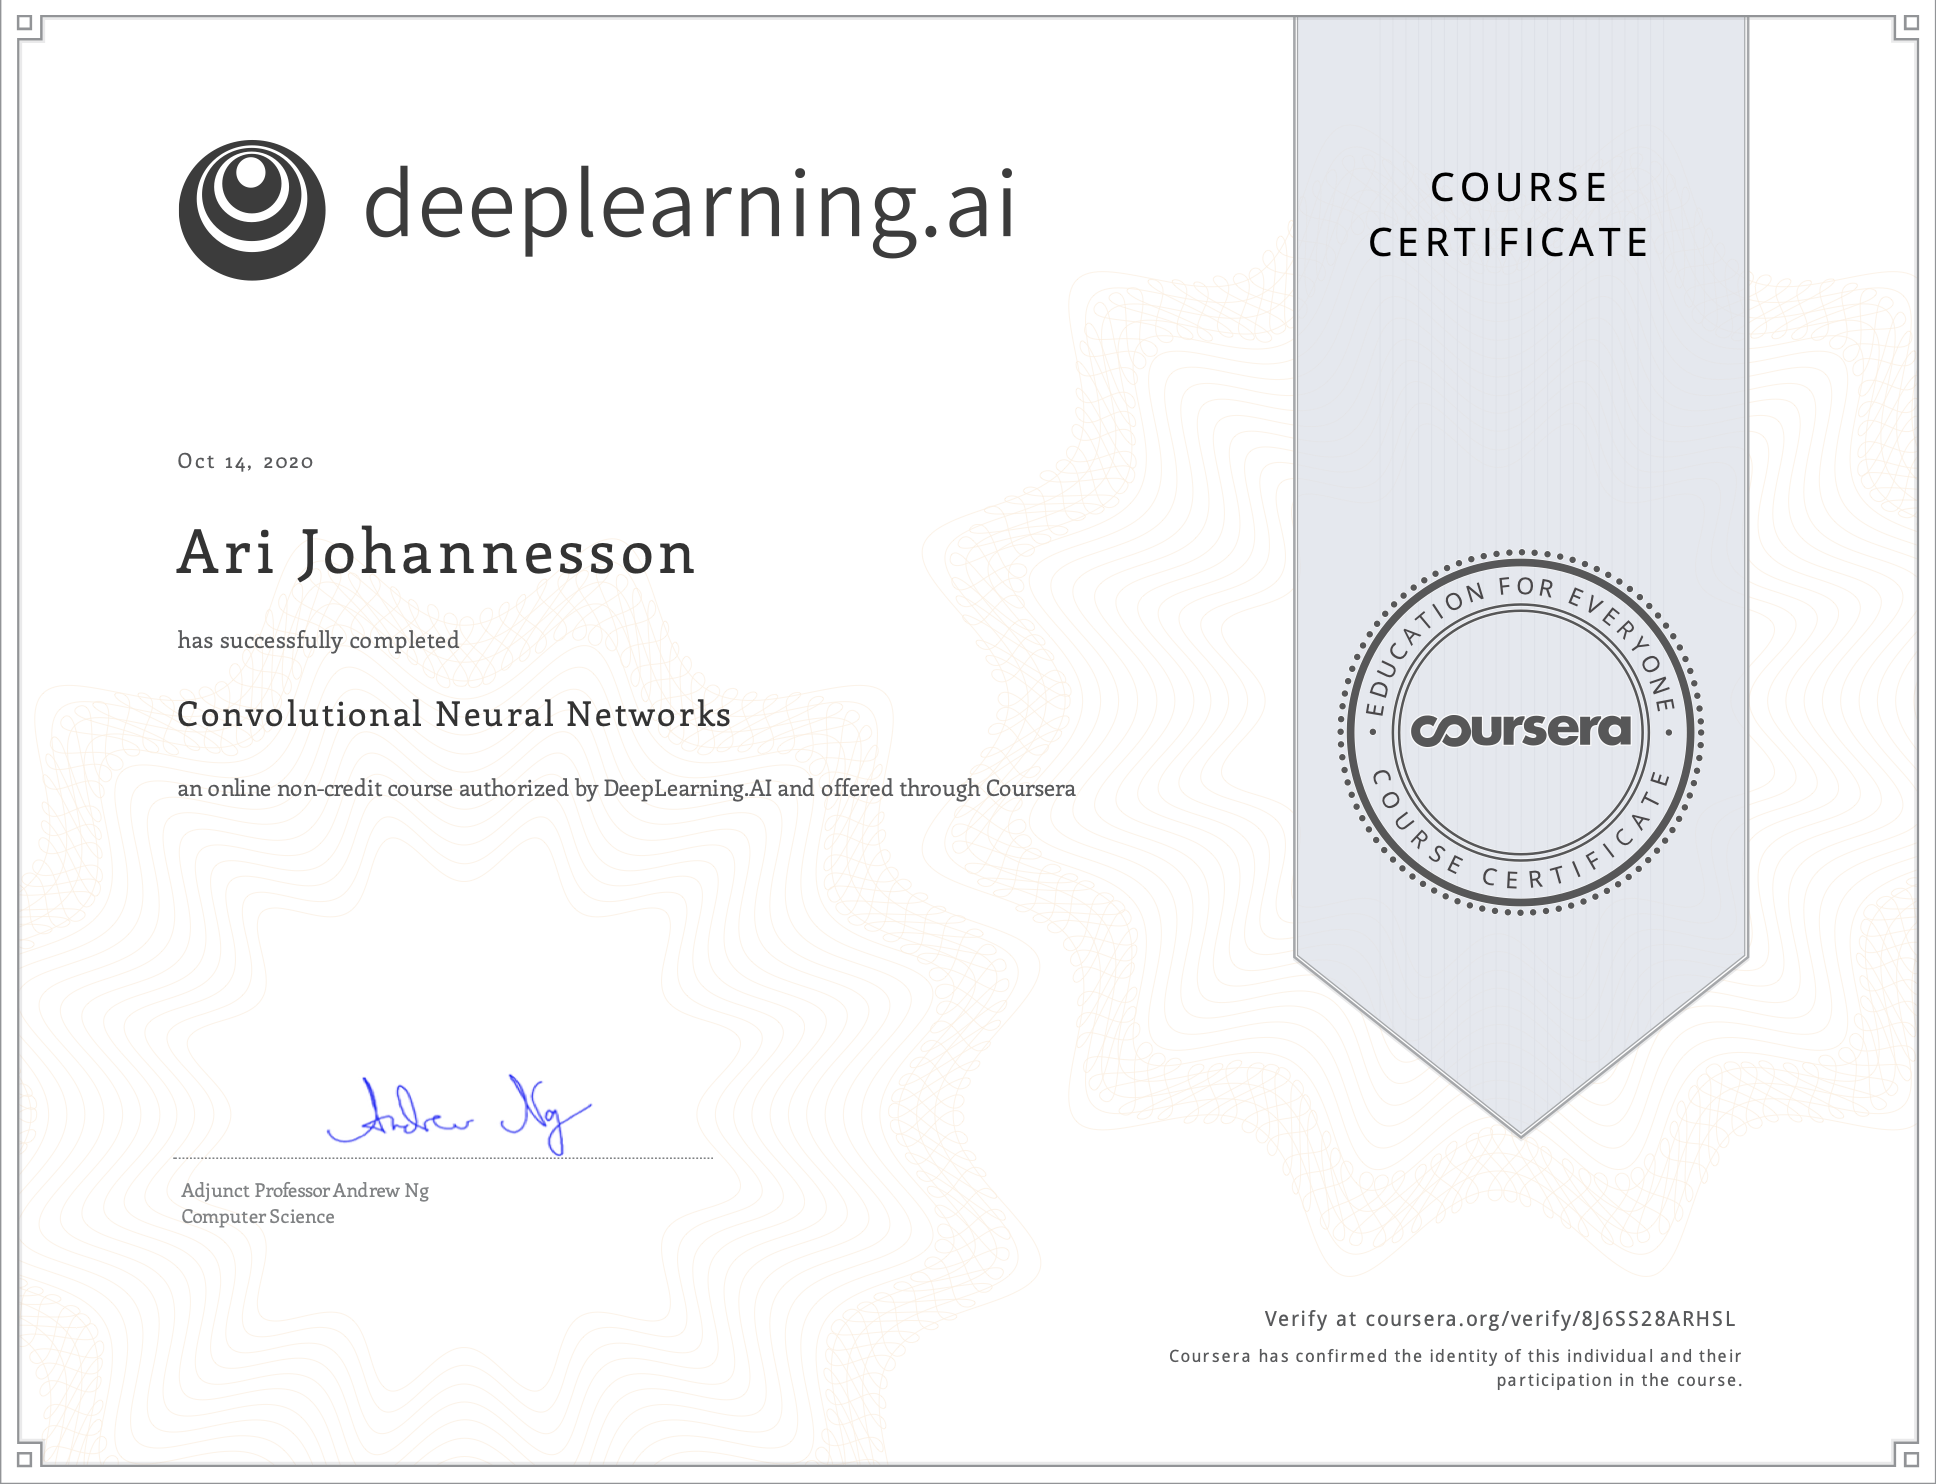 deeplearning.ai
COURSE
CERTIFICATE
Oct 14, 2020
Ari Johannesson
has successfully completed
Convolutional Neural Networks
an online non-credit course authorized by DeepLearning.AI and offered through Coursera
EDUCATION FOR EVERYONE
coursera
COURSE CERTIFICATE
Andrew Ng
Adjunct Professor Andrew Ng
Computer Science
Verify at coursera.org/verify/8J6SS28ARHSL
Coursera has confirmed the identity of this individual and their
participation in the course.